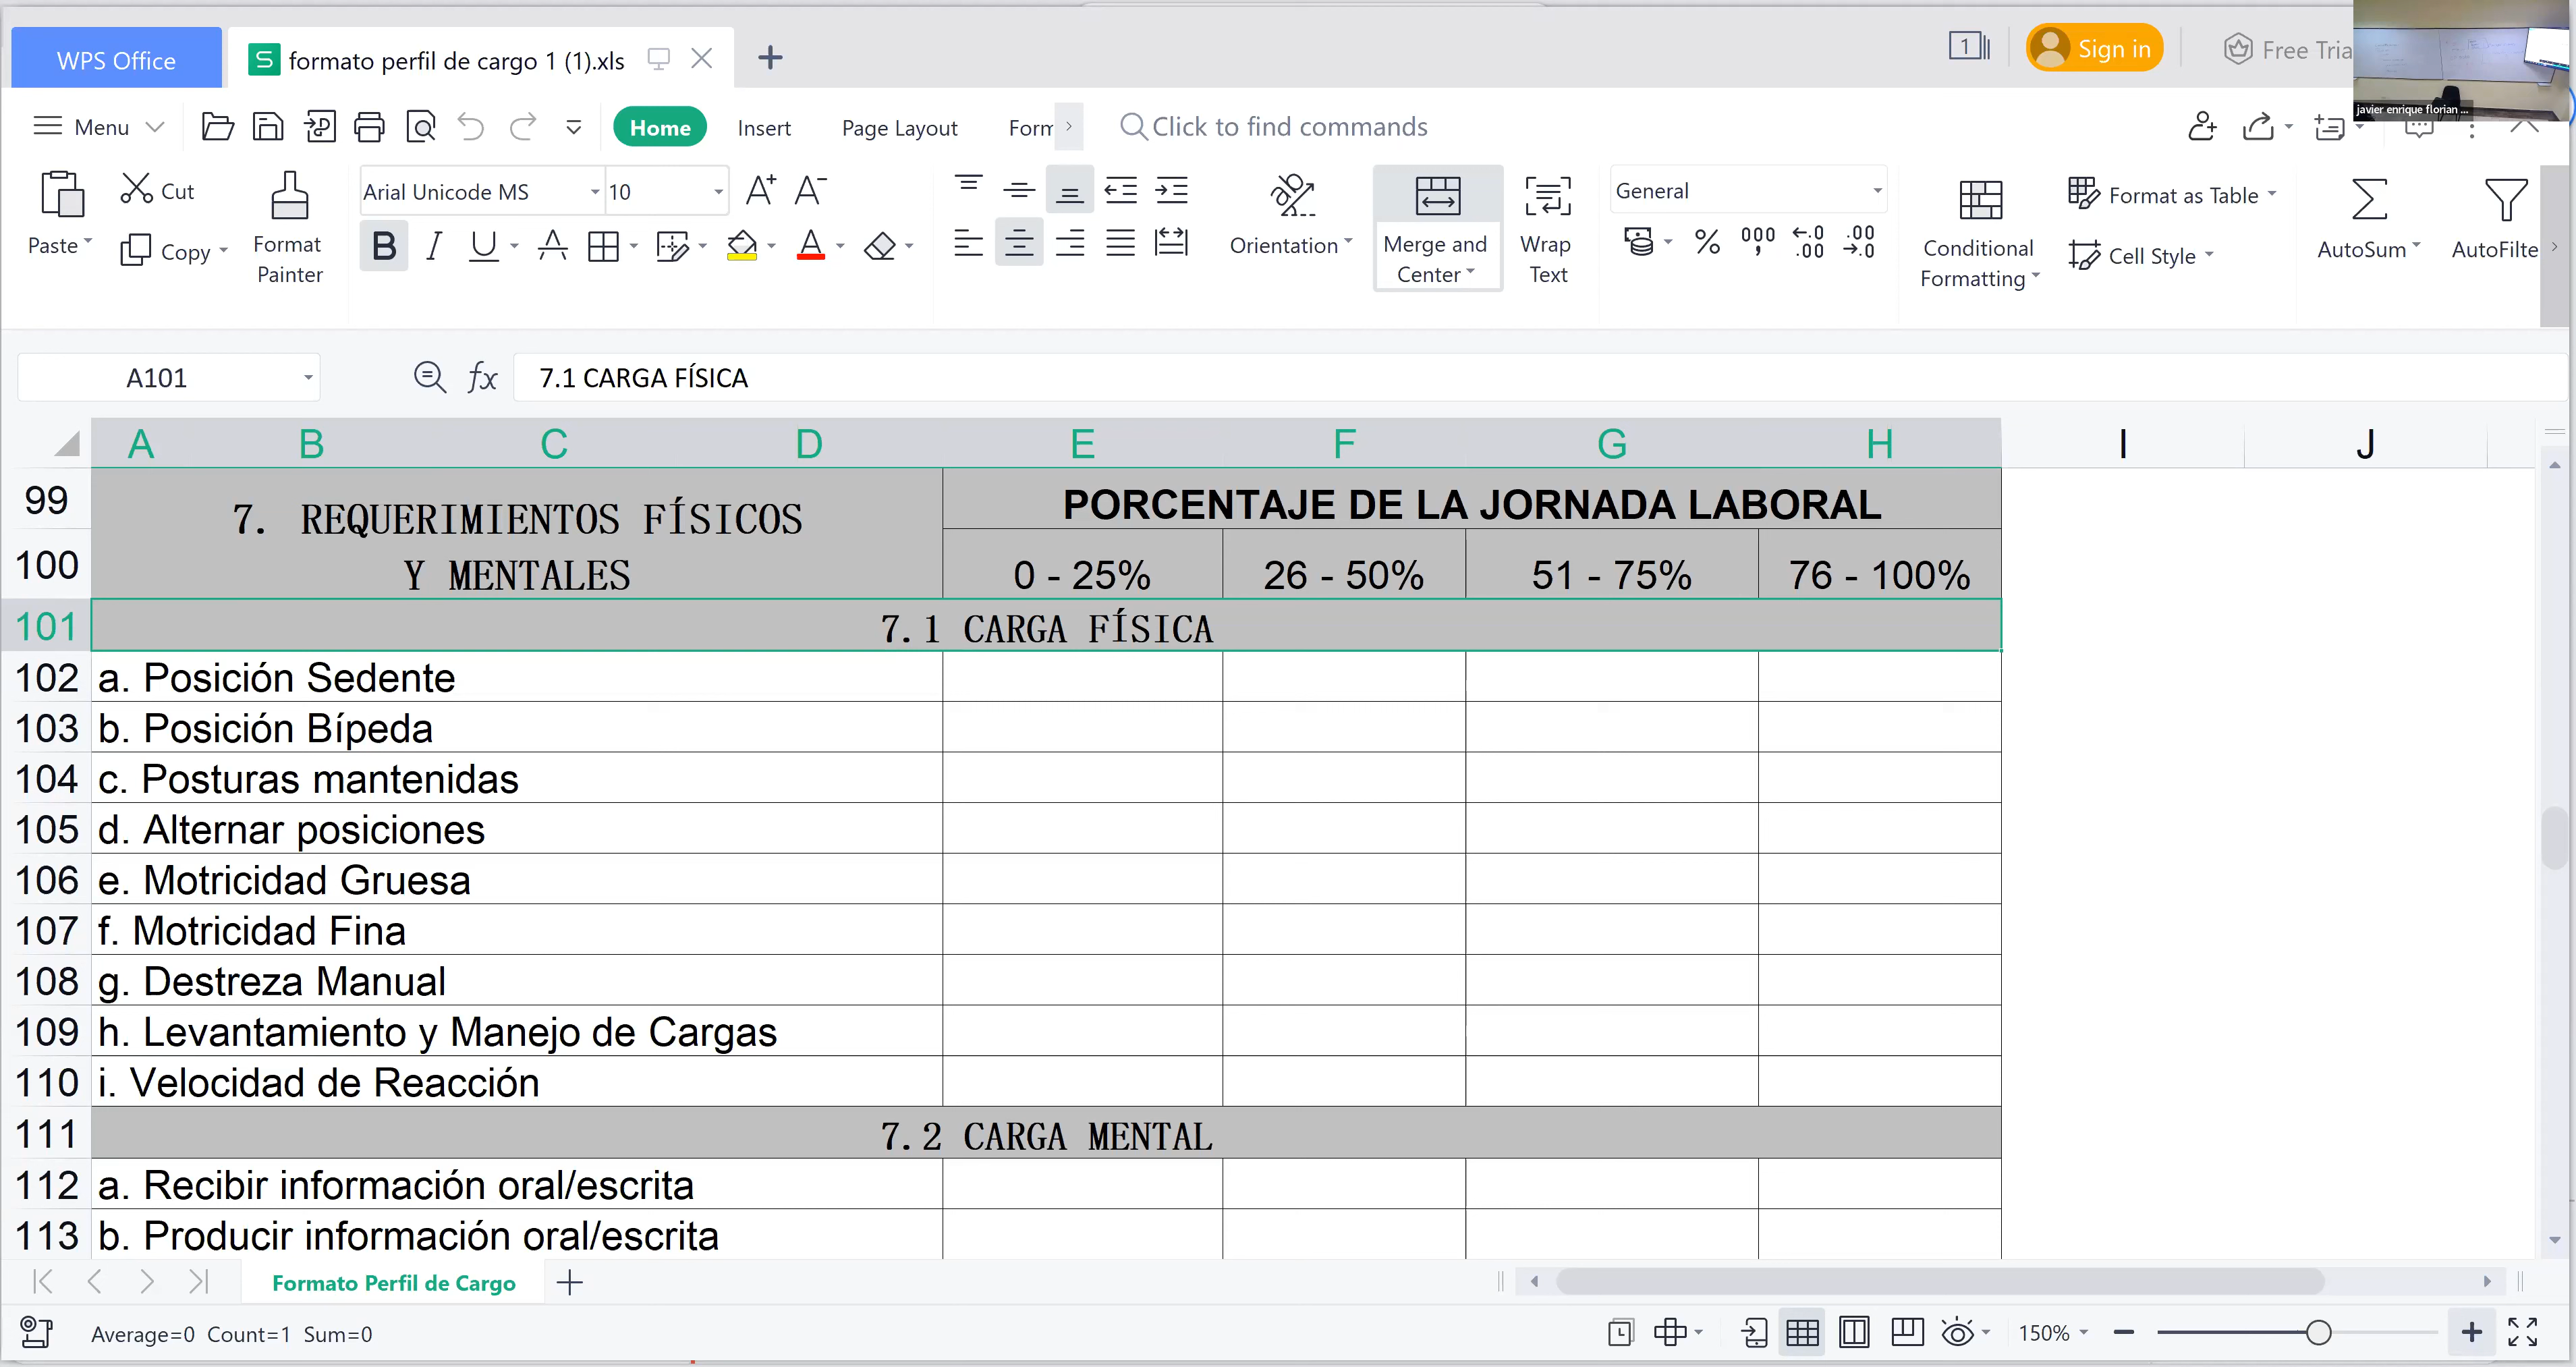 WPS Office
formato perfil de cargo 1 (1).xls
1
Sign in
Free Tria
javier enrique florian ...
Menu
Home
Insert
Page Layout
Form
Click to find commands
Paste
Cut
Copy
Format
Painter
Arial Unicode MS
10
Orientation
Merge and
Center
Wrap
Text
General
Conditional
Formatting
Format as Table
Cell Style
AutoSum
AutoFilte
A101
7.1 CARGA FÍSICA
A B C D E F G H I J
99 7. REQUERIMIENTOS FÍSICOS PORCENTAJE DE LA JORNADA LABORAL
100 Y MENTALES 0 - 25% 26 - 50% 51 - 75% 76 - 100%
101 7.1 CARGA FÍSICA
102 a. Posición Sedente
103 b. Posición Bípeda
104 c. Posturas mantenidas
105 d. Alternar posiciones
106 e. Motricidad Gruesa
107 f. Motricidad Fina
108 g. Destreza Manual
109 h. Levantamiento y Manejo de Cargas
110 i. Velocidad de Reacción
111 7.2 CARGA MENTAL
112 a. Recibir información oral/escrita
113 b. Producir información oral/escrita
Formato Perfil de Cargo
Average=0 Count=1 Sum=0
150%